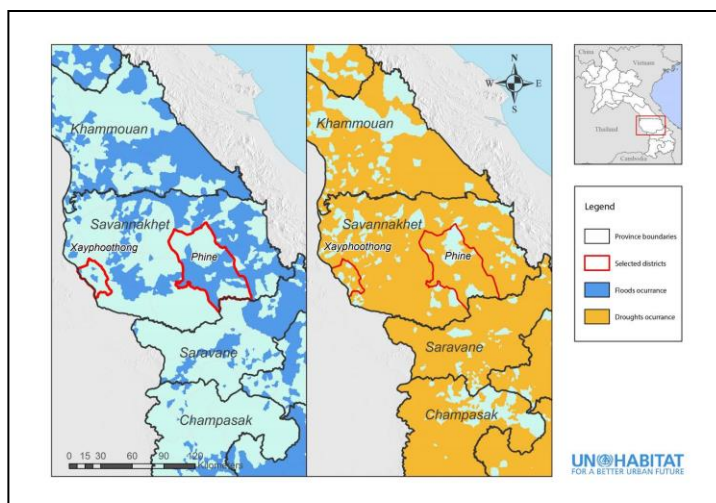 Khammouan
Savannakhet
Xayphoothong
Phine
Saravane
Champasak
0 15 30 60 90 120
Kilometers
N
W E
S
Khammouan
Savannakhet
Xayphoothong
Phine
Saravane
Champasak
China
Vietnam
Thailand
Cambodia
Legend
Province boundaries
Selected districts
Floods ocurrance
Droughts ocurrance
UN HABITAT
FOR A BETTER URBAN FUTURE